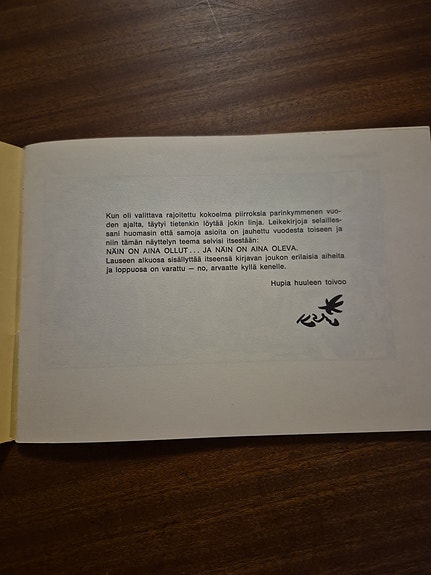 Kun oli valittava rajoitettu kokoelma piirroksia parinkymmenen vuo-
den ajalta, täytyi tietenkin löytää jokin linja. Leikekirjoja selailles-
sani huomasin että samoja asioita on jauhettu vuodesta toiseen ja
niin tämän näyttelyn teema selvisi itsestään:
NÄIN ON AINA OLLUT... JA NÄIN ON AINA OLEVA.
Lauseen alkuosa sisällyttää itseensä kirjavan joukon erilaisia aiheita
ja loppuosa on varattu — no, arvaatte kyllä kenelle.
Hupia huuleen toivoo